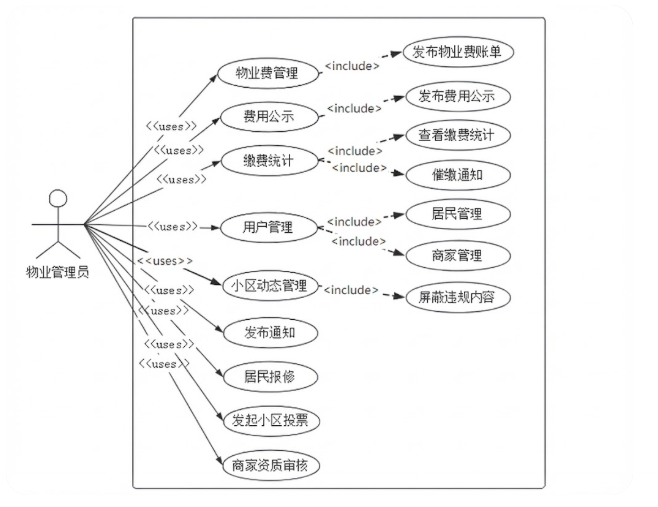 发布物业费账单
物业费管理
<include>
发布费用公示
费用公示
<include>
<<uses>>
查看缴费统计
<include>
<<uses>>
缴费统计
<include>
催缴通知
<<uses>>
居民管理
<include>
<<uses>>
用户管理
<include>
商家管理
<<uses>>
物业管理员
小区动态管理
<include>
屏蔽违规内容
<<uses>>
<<uses>>
发布通知
<<uses>>
<<uses>>
居民报修
发起小区投票
商家资质审核